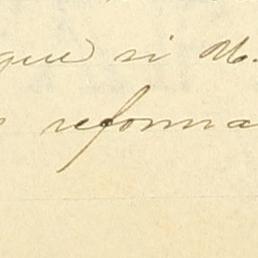 que si M.
reforma